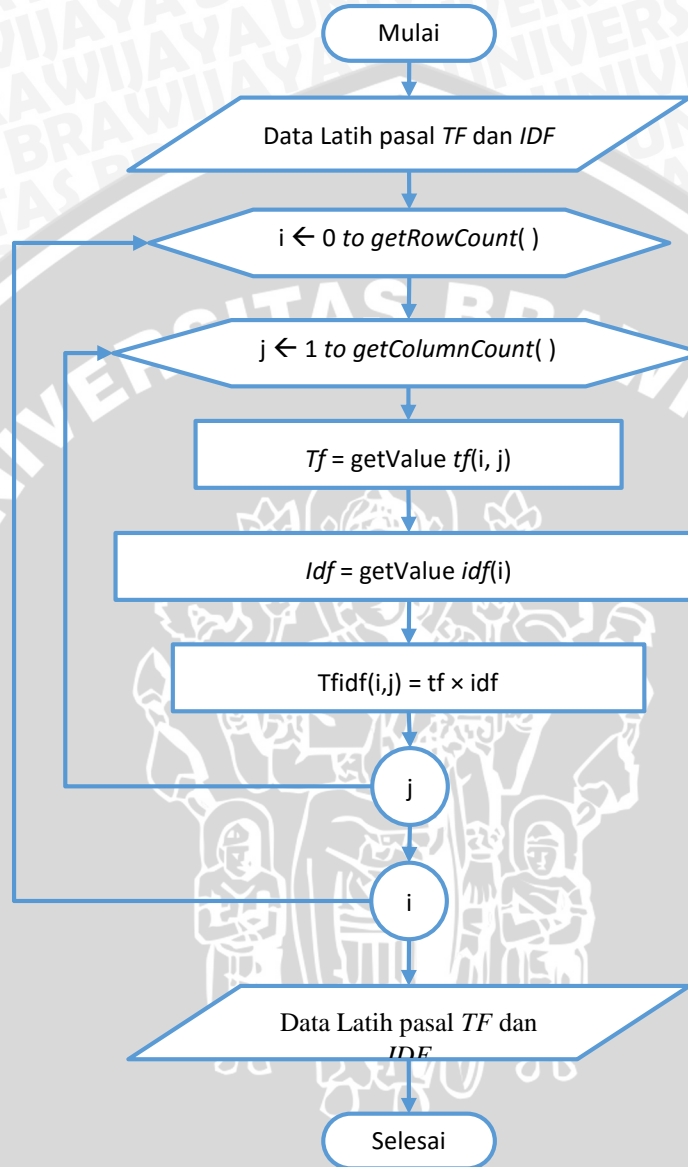 Mulai
Data Latih pasal TF dan IDF
i ← 0 to getRowCount( )
j ← 1 to getColumnCount( )
Tf = getValue tf(i, j)
Idf = getValue idf(i)
Tfidf(i,j) = tf × idf
j
i
Data Latih pasal TF dan
IDF
Selesai